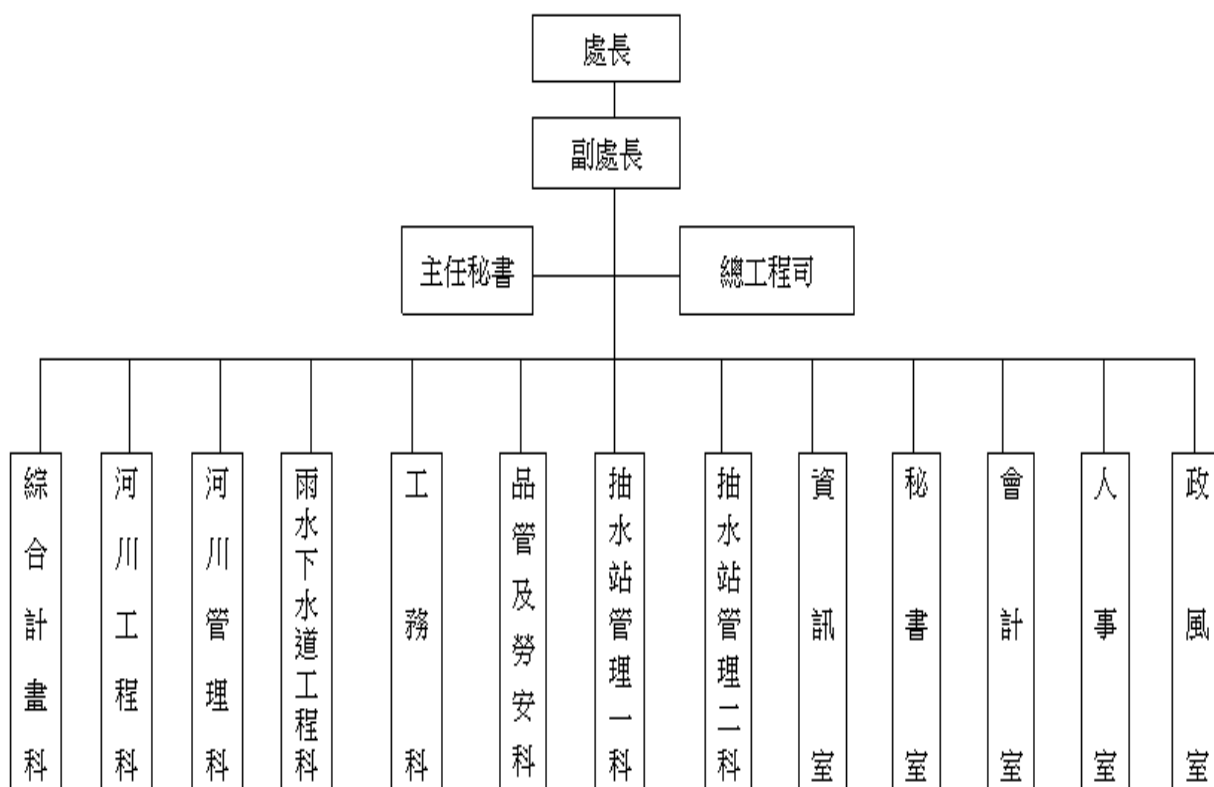 處長
副處長
主任秘書
總工程司
綜合計畫科
河川工程科
河川管理科
雨水下水道工程科
工務科
品管及勞安科
抽水站管理一科
抽水站管理二科
資訊室
秘書室
會計室
人事室
政風室